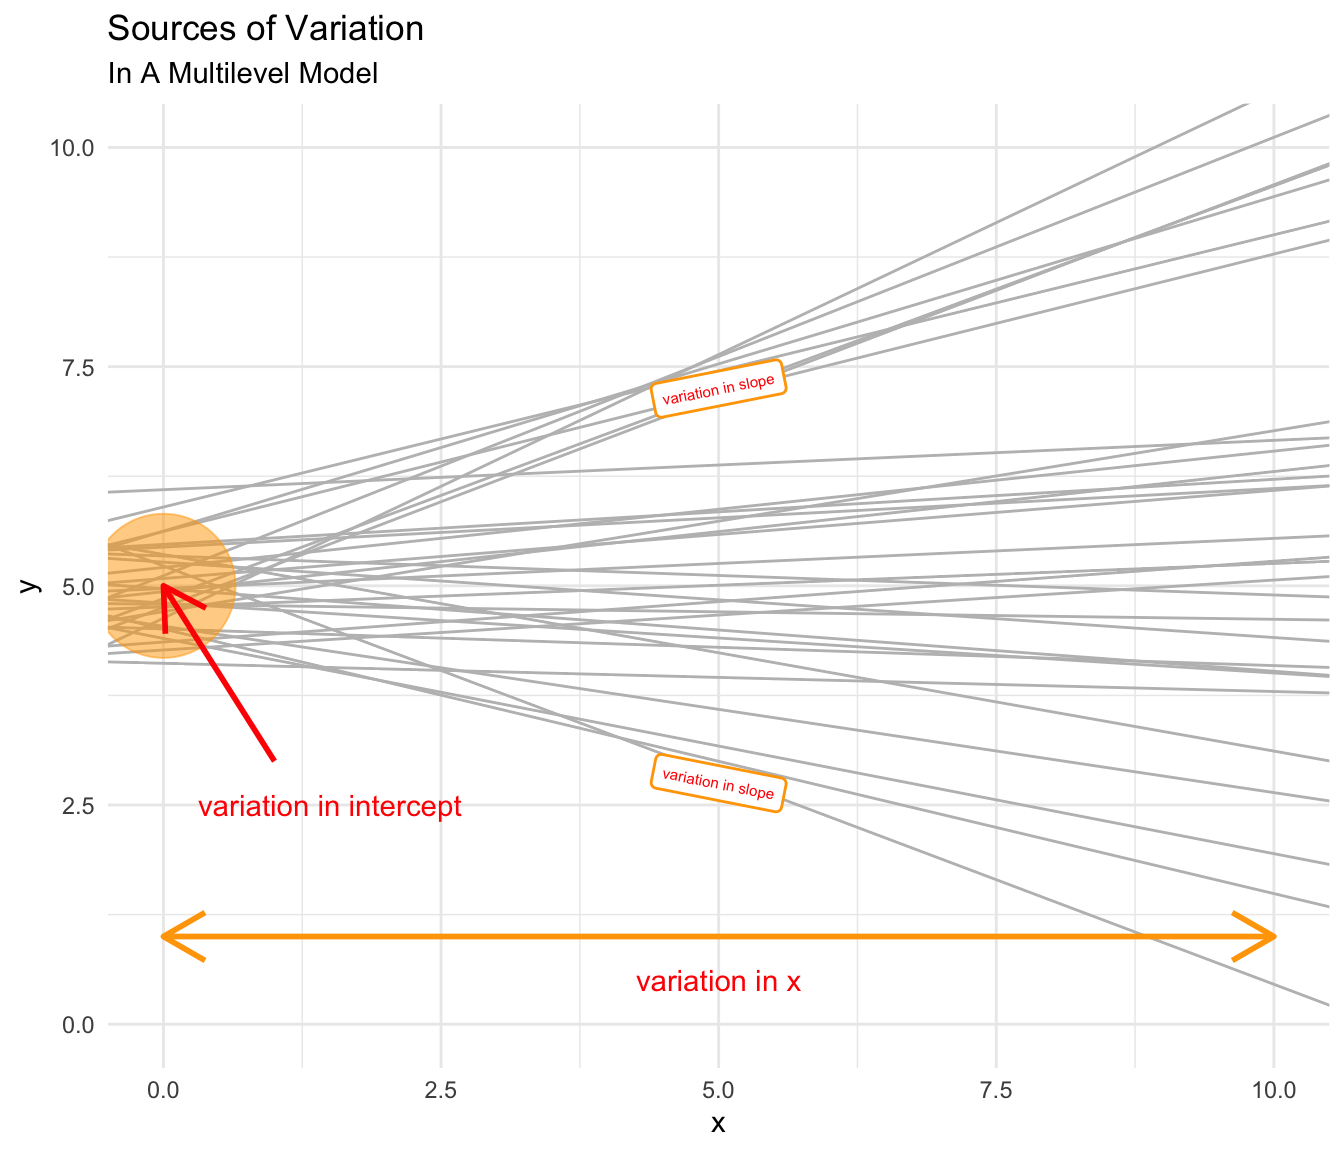 Sources of Variation
In A Multilevel Model
10.0
7.5
5.0
2.5
0.0
y
variation in slope
variation in intercept
variation in slope
variation in x
0.0 2.5 5.0 7.5 10.0
x